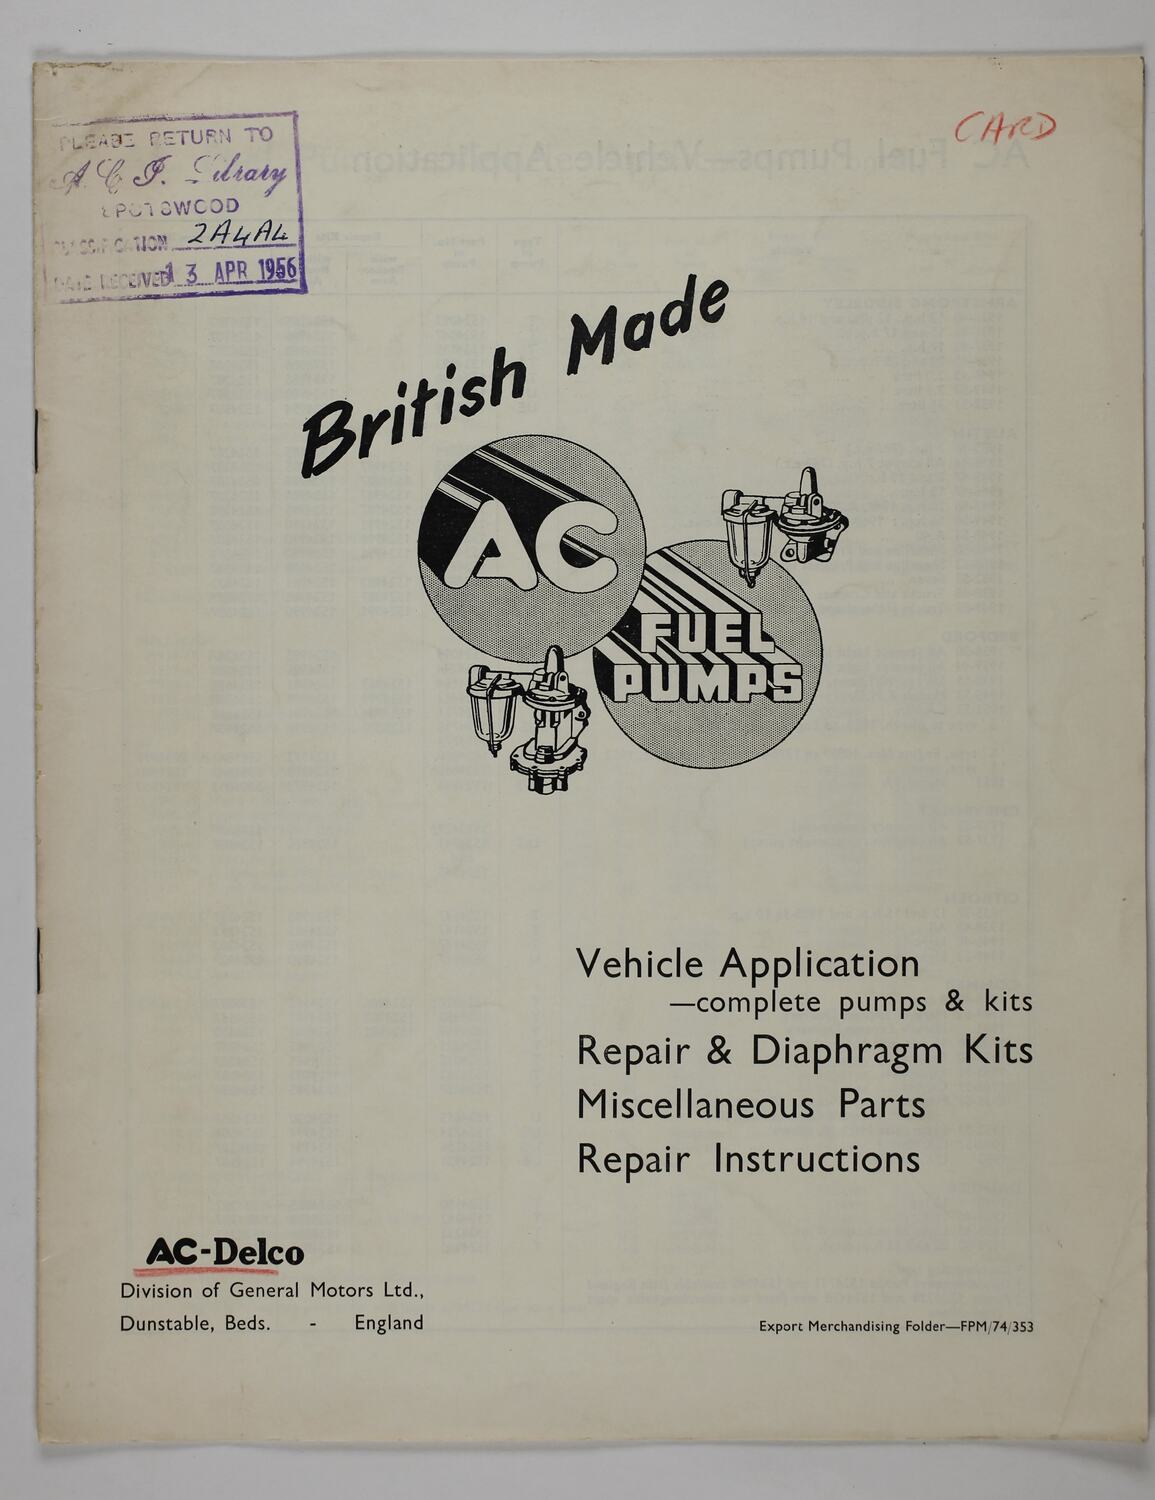 PLEASE RETURN TO
A. C. I. Library
SPOTSWOOD
CLASSIFICATION 2A4A4
DATE RECEIVED 13 APR 1956
CARD
British Made
AC
FUEL
PUMPS
Vehicle Application
—complete pumps & kits
Repair & Diaphragm Kits
Miscellaneous Parts
Repair Instructions
AC-Delco
Division of General Motors Ltd.,
Dunstable, Beds. - England
Export Merchandising Folder—FPM/74/353